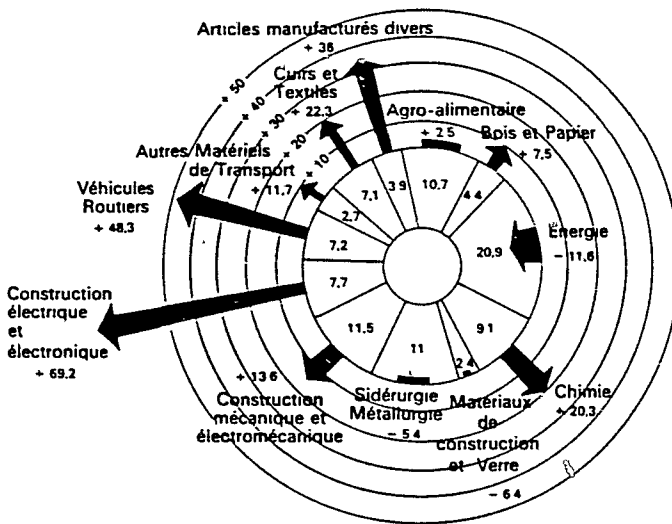 Articles manufacturés divers
+ 36
Cuirs et
Textiles
+ 22.3
Agro-alimentaire
+ 2 5
Bois et Papier
+ 7,5
+ 50
+ 40
+ 30
+ 20
+ 10
Autres Matériels
de Transport
+ 11.7
Véhicules
Routiers
+ 48,3
7,1
3 9
10.7
4 4
2.7
7.2
20,9
Energie
- 11,6
7.7
11,5
11
2 4
9 1
Construction
électrique
et
électronique
+ 69,2
+ 13 6
Construction
mécanique et
électromécanique
Sidérurgie
Métallurgie
- 5 4
Matériaux
de
construction
et Verre
- 6 4
Chimie
+ 20,3